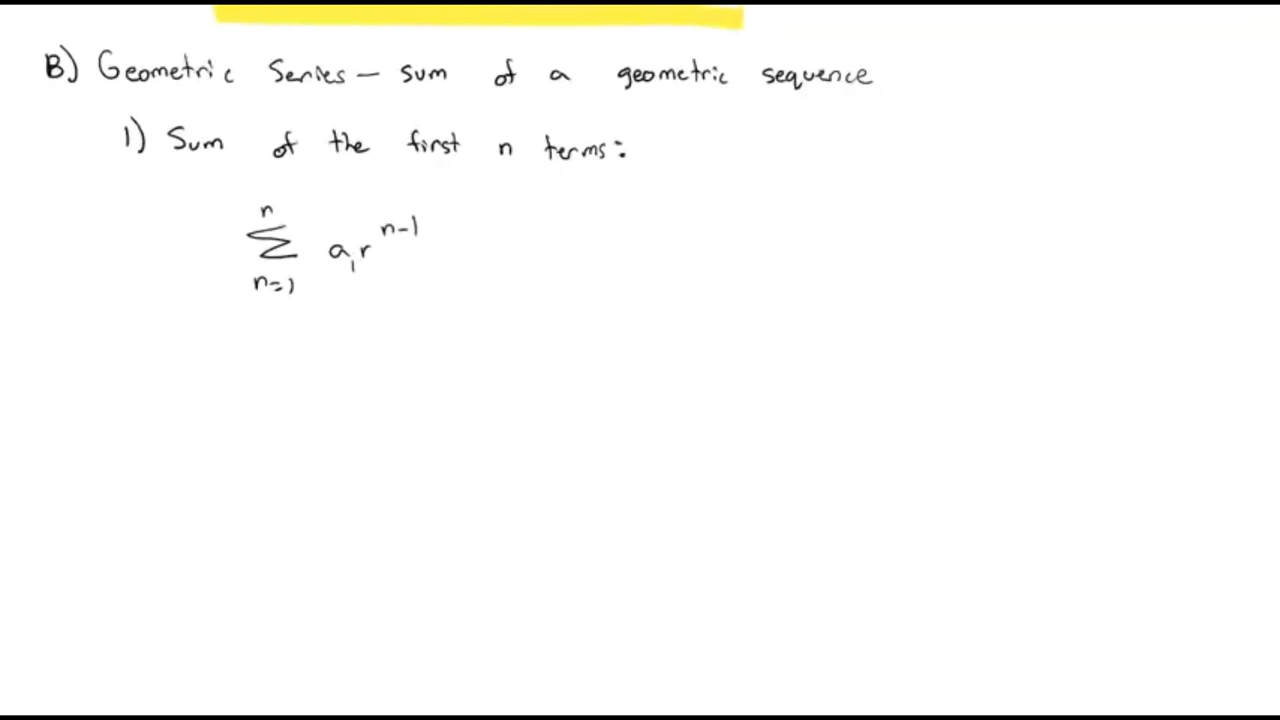 B) Geometric Series – sum of a geometric sequence
1) Sum of the first n terms:
n
∑ a₁r^(n-1)
n=1